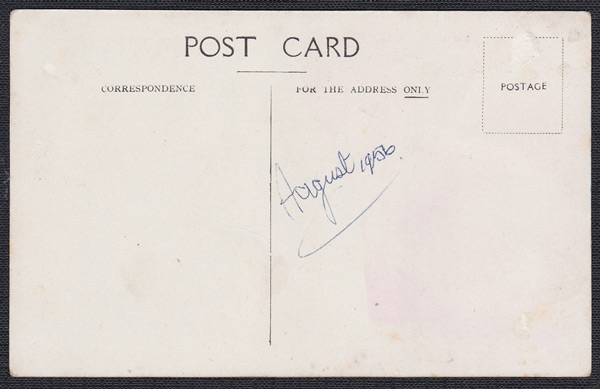 POST CARD
CORRESPONDENCE
FOR THE ADDRESS ONLY
POSTAGE
August 1956.